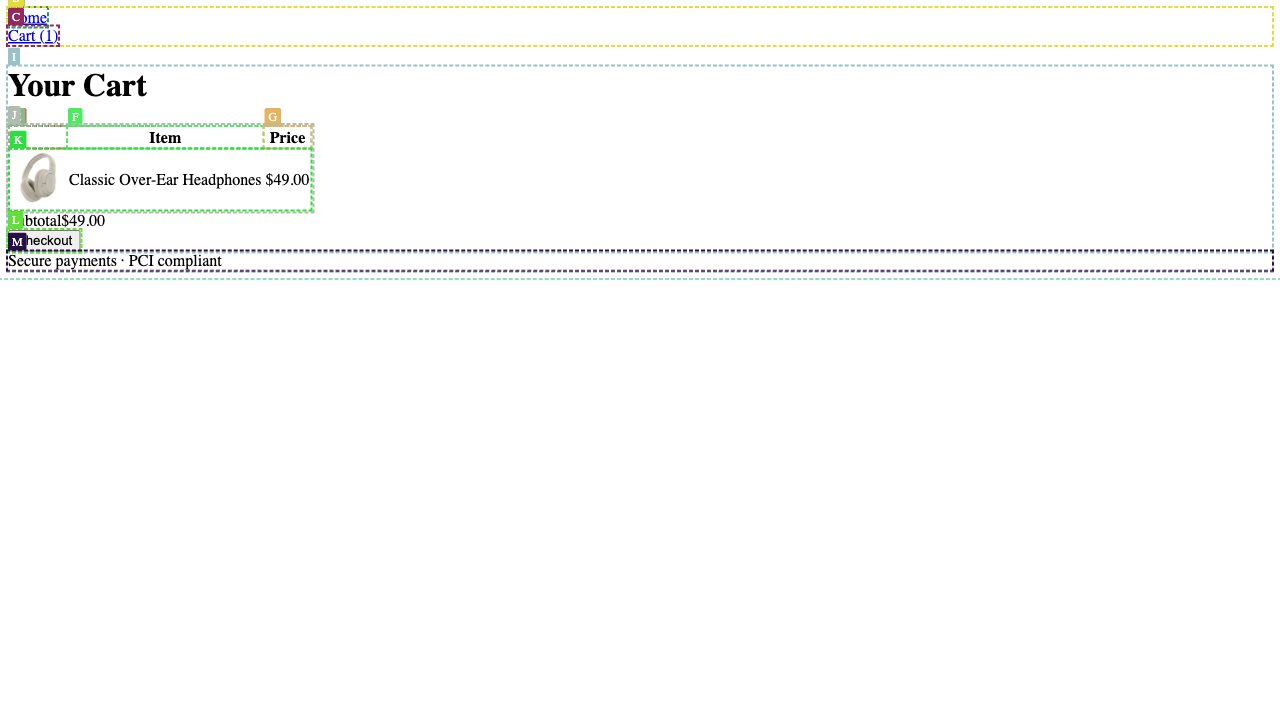 C ome
Cart (1)
I
Your Cart
J F G
K Item Price
Classic Over-Ear Headphones $49.00
L btotal $49.00
heckout
M
Secure payments · PCI compliant